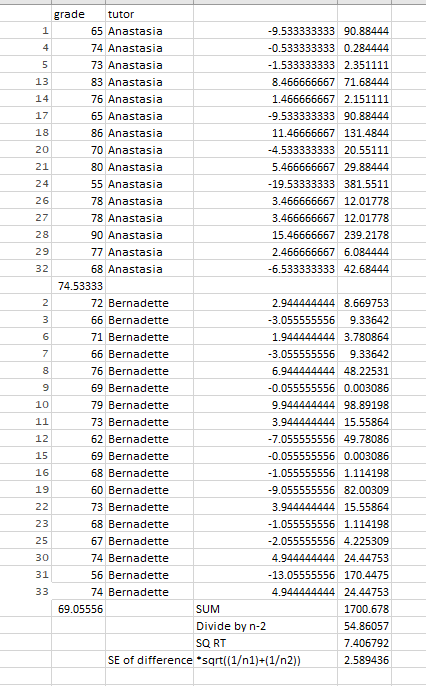 grade tutor
1 65 Anastasia -9.533333333 90.88444
4 74 Anastasia -0.533333333 0.284444
5 73 Anastasia -1.533333333 2.351111
13 83 Anastasia 8.466666667 71.68444
14 76 Anastasia 1.466666667 2.151111
17 65 Anastasia -9.533333333 90.88444
18 86 Anastasia 11.46666667 131.4844
20 70 Anastasia -4.533333333 20.55111
21 80 Anastasia 5.466666667 29.88444
24 55 Anastasia -19.53333333 381.5511
26 78 Anastasia 3.466666667 12.01778
27 78 Anastasia 3.466666667 12.01778
28 90 Anastasia 15.46666667 239.2178
29 77 Anastasia 2.466666667 6.084444
32 68 Anastasia -6.533333333 42.68444
74.53333
2 72 Bernadette 2.944444444 8.669753
3 66 Bernadette -3.055555556 9.33642
6 71 Bernadette 1.944444444 3.780864
7 66 Bernadette -3.055555556 9.33642
8 76 Bernadette 6.944444444 48.22531
9 69 Bernadette -0.055555556 0.003086
10 79 Bernadette 9.944444444 98.89198
11 73 Bernadette 3.944444444 15.55864
12 62 Bernadette -7.055555556 49.78086
15 69 Bernadette -0.055555556 0.003086
16 68 Bernadette -1.055555556 1.114198
19 60 Bernadette -9.055555556 82.00309
22 73 Bernadette 3.944444444 15.55864
23 68 Bernadette -1.055555556 1.114198
25 67 Bernadette -2.055555556 4.225309
30 74 Bernadette 4.944444444 24.44753
31 56 Bernadette -13.05555556 170.4475
33 74 Bernadette 4.944444444 24.44753
69.05556 SUM 1700.678
Divide by n-2 54.86057
SQ RT 7.406792
SE of difference *sqrt((1/n1)+(1/n2)) 2.589436